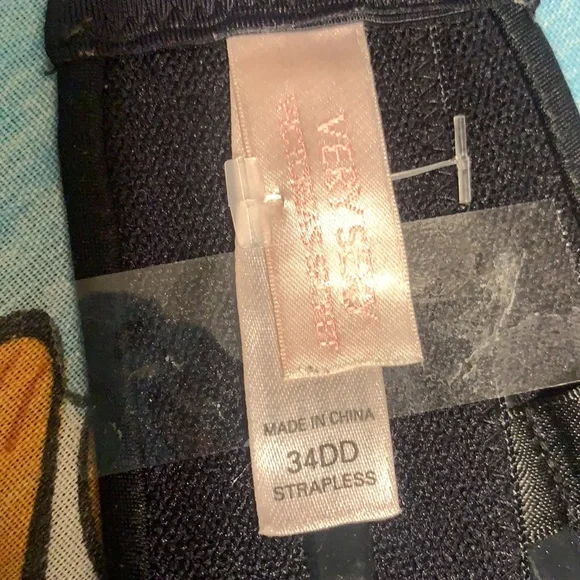 VERY SEXY
MADE IN CHINA
34DD
STRAPLESS